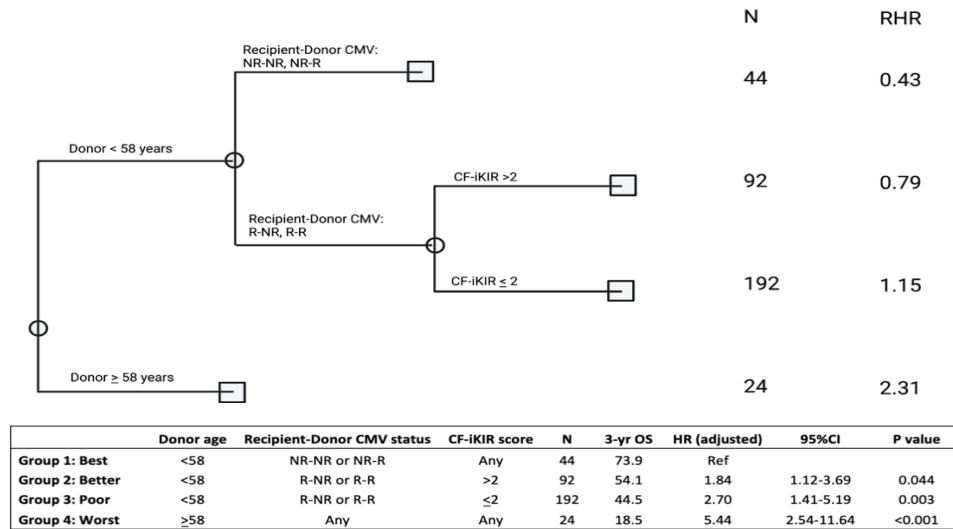 N RHR
Recipient-Donor CMV:
NR-NR, NR-R
44 0.43
Donor < 58 years
CF-iKIR >2
92 0.79
Recipient-Donor CMV:
R-NR, R-R
CF-iKIR ≤ 2
192 1.15
Donor ≥ 58 years
24 2.31
Donor age Recipient-Donor CMV status CF-iKIR score N 3-yr OS HR (adjusted) 95%CI P value
Group 1: Best <58 NR-NR or NR-R Any 44 73.9 Ref
Group 2: Better <58 R-NR or R-R >2 92 54.1 1.84 1.12-3.69 0.044
Group 3: Poor <58 R-NR or R-R ≤2 192 44.5 2.70 1.41-5.19 0.003
Group 4: Worst ≥58 Any Any 24 18.5 5.44 2.54-11.64 <0.001